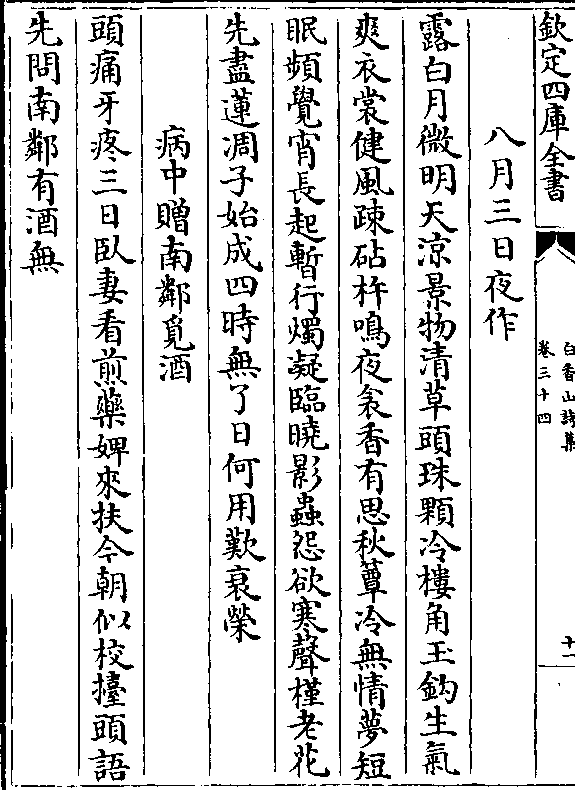 欽定四庫全書
白香山詩集
卷三十四
十一
八月三日夜作
露白月微明天涼景物清草頭珠顆冷樓角玉鈎生氣
爽衣裳健風疎砧杵鳴夜衾香有思秋簟冷無情夢短
眠頻覺宵長起暫行燭凝臨曉影蟲怨欲寒聲槿老花
先盡蓮凋子始成四時無了日何用歎衰榮
病中贈南鄰覓酒
頭痛牙疼三日臥妻看煎藥婢來扶今朝似校擡頭語
先問南鄰有酒無